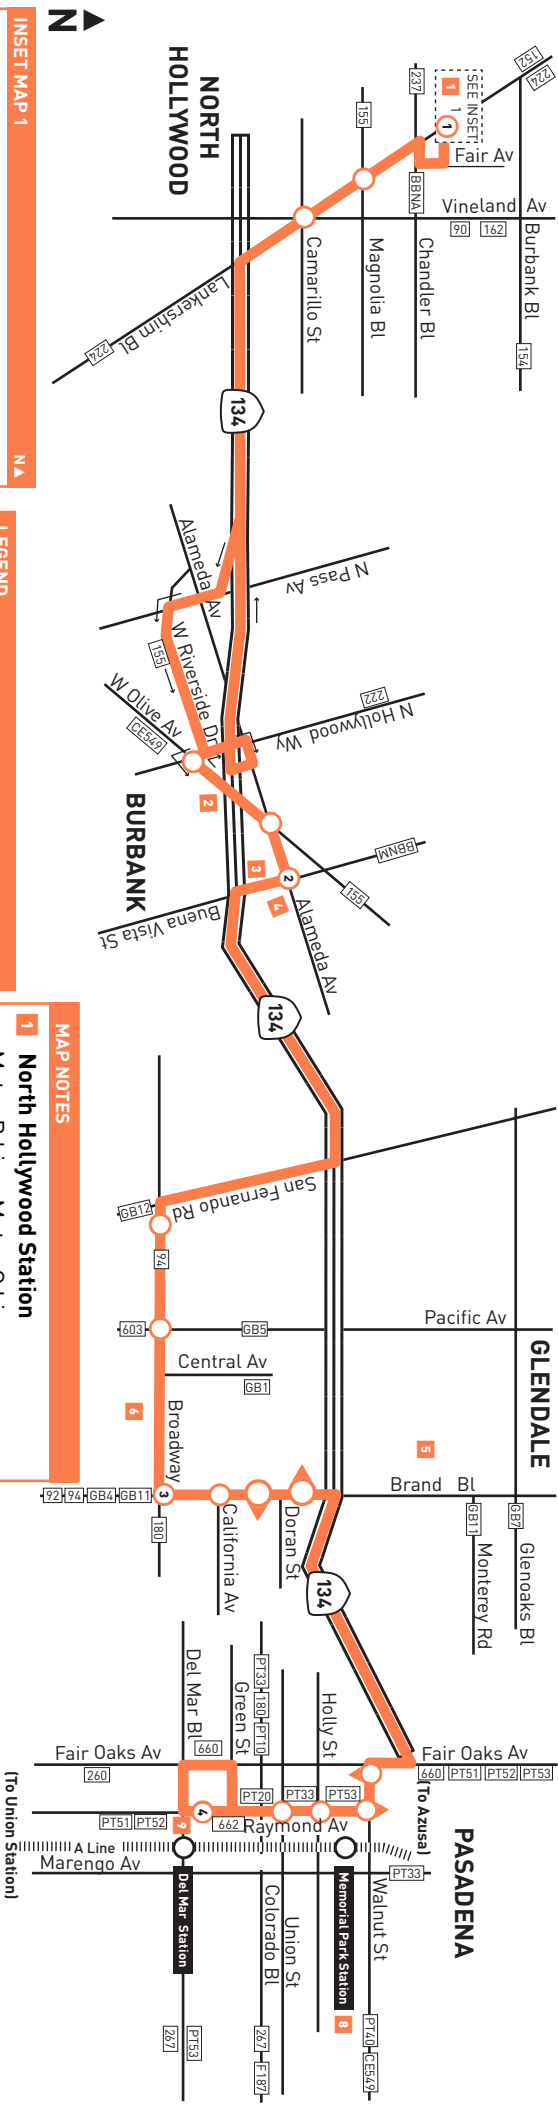 N
INSET MAP 1
N
LEGEND
MAP NOTES
1 North Hollywood Station
NORTH
HOLLYWOOD
SEE INSET
1
1
1
152
224
237
155
Fair Av
BBNA
Vineland Av
90
162
Burbank Bl
154
Chandler Bl
Magnolia Bl
Camarillo St
Lankershim Bl
224
134
Alameda Av
N Pass Av
W Riverside Dr
155
W Olive Av
CE549
N Hollywood Wy
222
BURBANK
2
3
2
4
BBNM
155
Buena Vista St
Alameda Av
134
San Fernando Rd
GB12
94
603
GB5
Pacific Av
Central Av
GB1
GLENDALE
6
Broadway
5
Brand Bl
92
94
GB4
GB11
3
180
California Av
Doran St
GB11
Monterey Rd
GB7
Glenoaks Bl
134
Del Mar Bl
Green St
PT33
180
PT10
Holly St
Fair Oaks Av
260
660
Fair Oaks Av
660
PT51
PT52
PT53
(To Azusa)
PT20
PT33
PT53
4
662
Raymond Av
PT51
PT52
9
A Line
Marengo Av
PT33
(To Union Station)
PASADENA
Del Mar Station
Memorial Park Station
8
Colorado Bl
Union St
Walnut St
267
PT53
267
F187
PT40
CE549